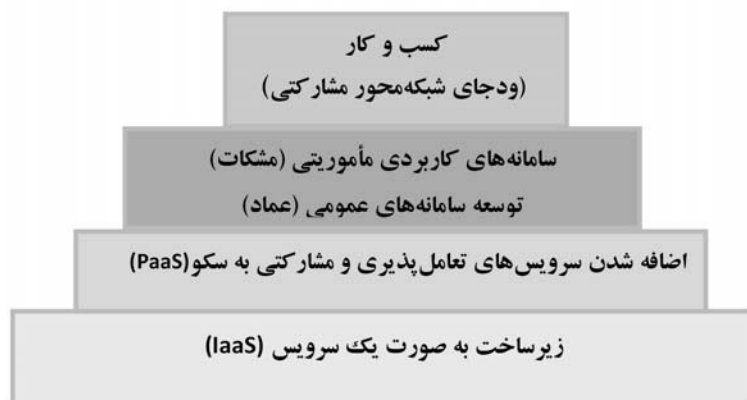 کسب و کار
(ودجای شبکه‌محور مشارکتی)
سامانه‌های کاربردی مأموریتی (مشکات)
توسعه سامانه‌های عمومی (عماد)
اضافه شدن سرویس‌های تعامل‌پذیری و مشارکتی به سکو(PaaS)
زیرساخت به صورت یک سرویس (IaaS)